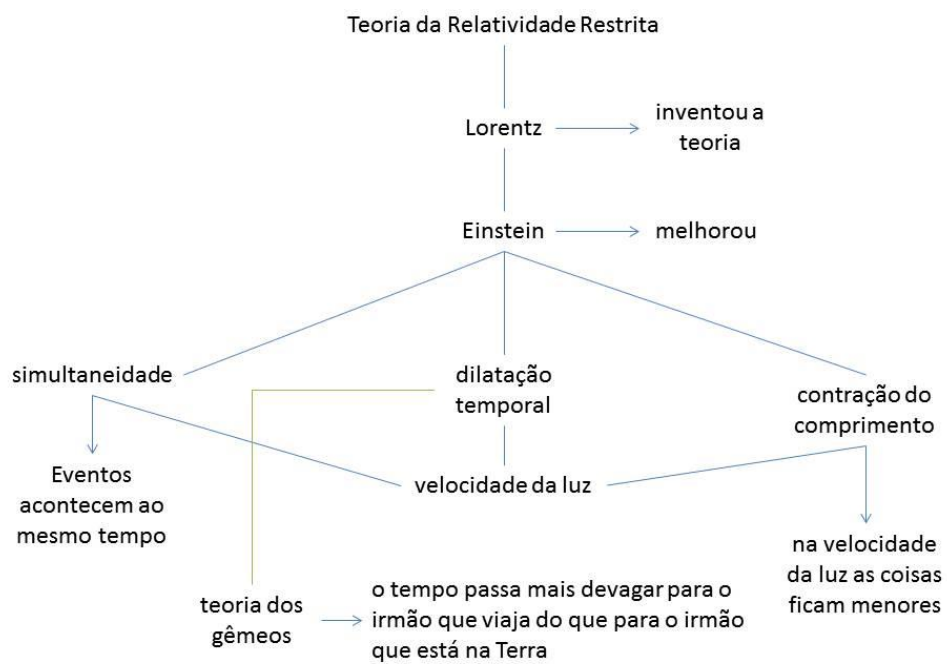 Teoria da Relatividade Restrita
Lorentz
inventou a
teoria
Einstein
melhorou
simultaneidade
dilatação
temporal
contração do
comprimento
Eventos
acontecem ao
mesmo tempo
velocidade da luz
na velocidade
da luz as coisas
ficam menores
teoria dos
gêmeos
o tempo passa mais devagar para o
irmão que viaja do que para o irmão
que está na Terra